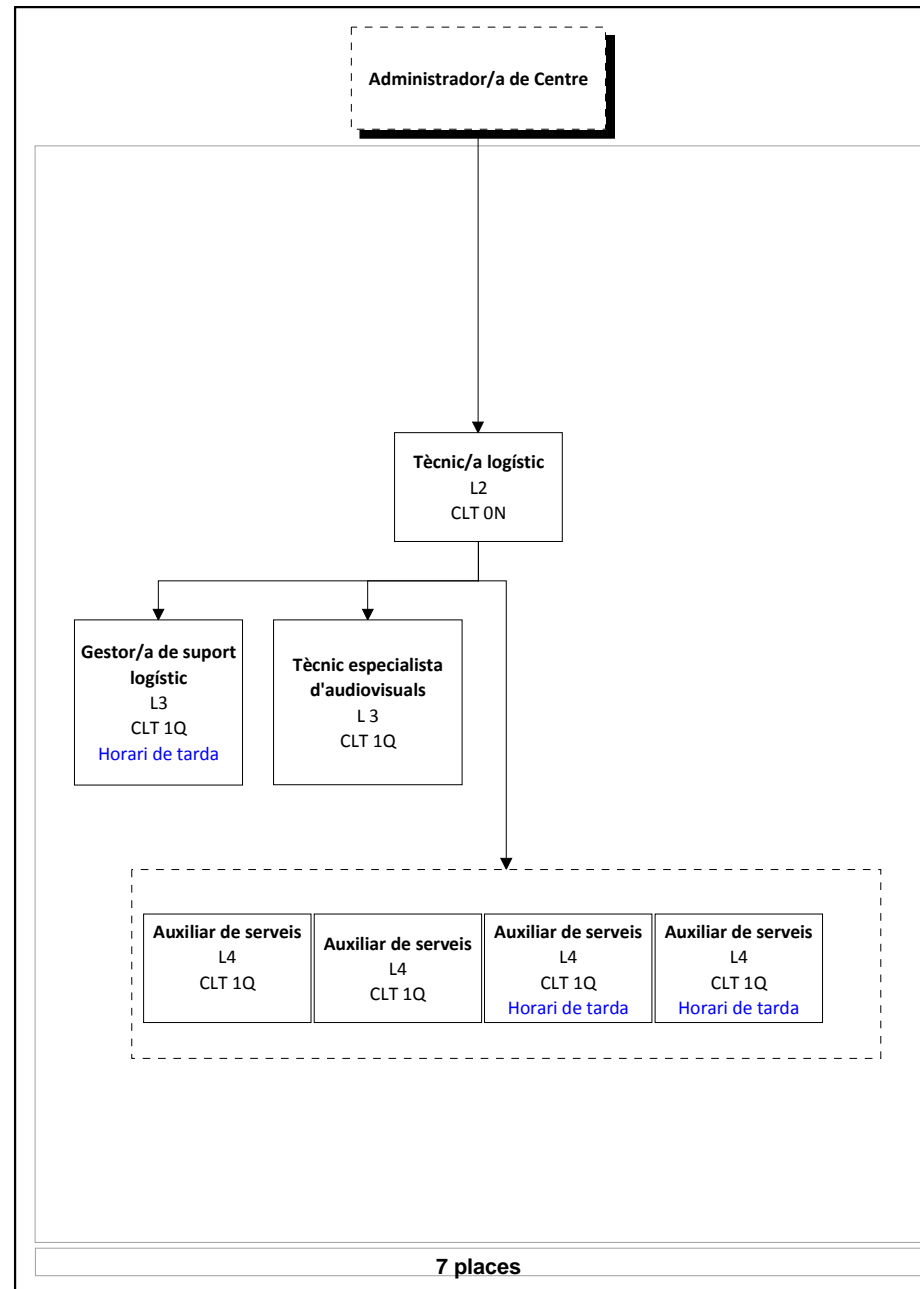 Administrador/a de Centre
Tècnic/a logístic
L2
CLT 0N
Gestor/a de suport
logístic
L3
CLT 1Q
Horari de tarda
Tècnic especialista
d'audiovisuals
L 3
CLT 1Q
Auxiliar de serveis
L4
CLT 1Q
Auxiliar de serveis
L4
CLT 1Q
Auxiliar de serveis
L4
CLT 1Q
Horari de tarda
Auxiliar de serveis
L4
CLT 1Q
Horari de tarda
7 places